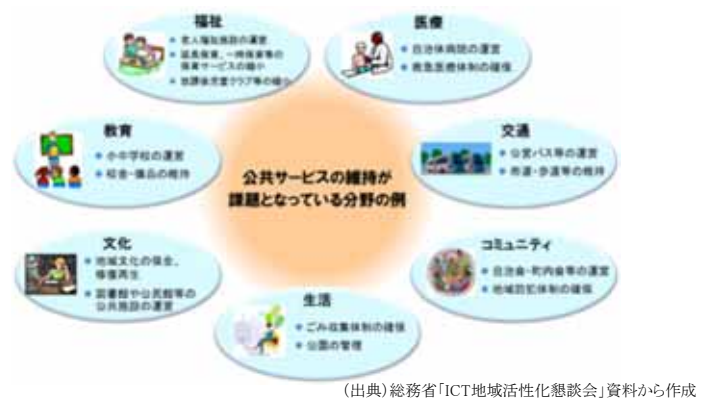 福祉
• 老人福祉施設の運営
• 延長保育、一時保育等の
保育サービスの縮小
• 放課後児童クラブ等の縮小
医療
• 自治体病院の運営
• 救急医療体制の確保
教育
• 小中学校の運営
• 校舎・備品の維持
交通
• 公営バス等の運営
• 市道・歩道等の維持
公共サービスの維持が
課題となっている分野の例
文化
• 地域文化の保全、
修復再生
• 図書館や公民館等の
公共施設の運営
コミュニティ
• 自治会・町内会等の運営
• 地域防犯体制の確保
生活
• ごみ収集体制の確保
• 公園の管理
（出典）総務省「ICT地域活性化懇談会」資料から作成